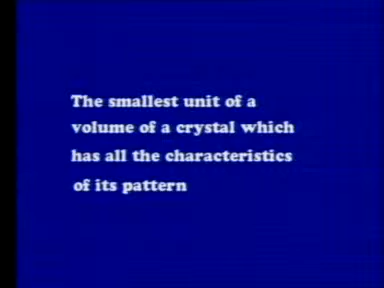 The smallest unit of a
volume of a crystal which
has all the characteristics
of its pattern